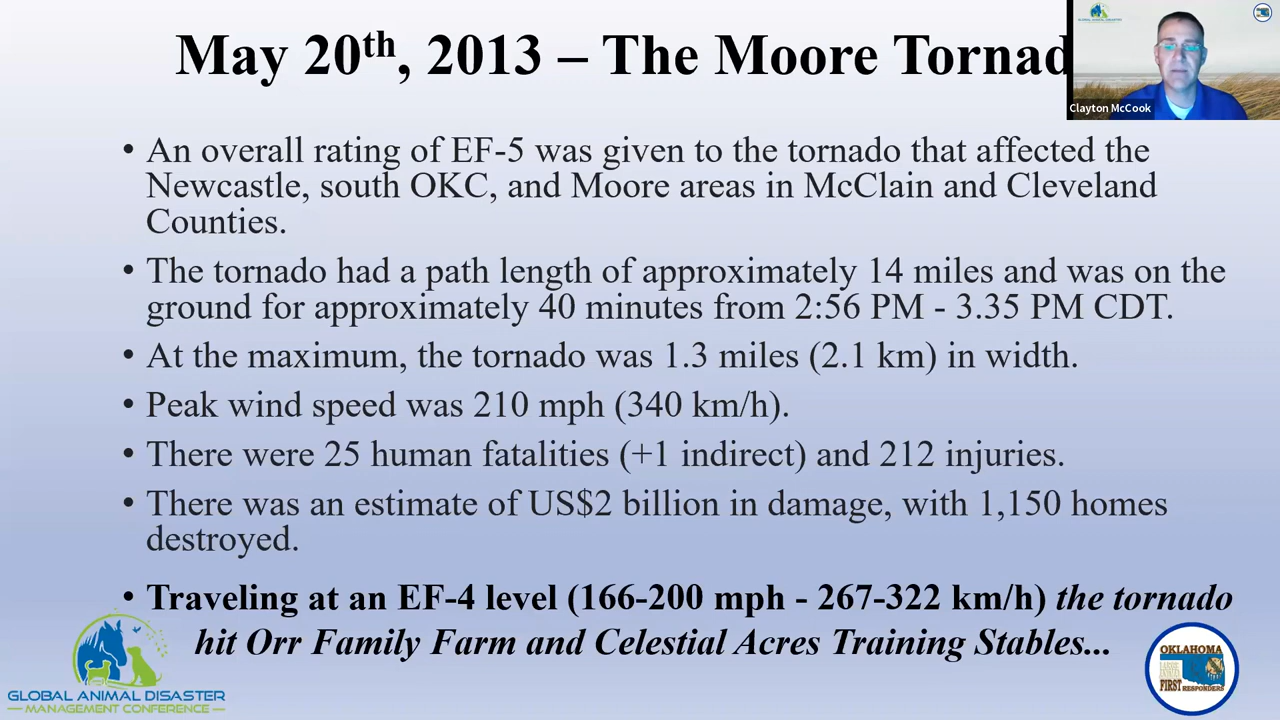 May 20th, 2013 – The Moore Tornad
Clayton McCook
• An overall rating of EF-5 was given to the tornado that affected the
Newcastle, south OKC, and Moore areas in McClain and Cleveland
Counties.
• The tornado had a path length of approximately 14 miles and was on the
ground for approximately 40 minutes from 2:56 PM - 3.35 PM CDT.
• At the maximum, the tornado was 1.3 miles (2.1 km) in width.
• Peak wind speed was 210 mph (340 km/h).
• There were 25 human fatalities (+1 indirect) and 212 injuries.
• There was an estimate of US$2 billion in damage, with 1,150 homes
destroyed.
• Traveling at an EF-4 level (166-200 mph - 267-322 km/h) the tornado
hit Orr Family Farm and Celestial Acres Training Stables...
GLOBAL ANIMAL DISASTER
MANAGEMENT CONFERENCE
OKLAHOMA
LARGE ANIMAL
FIRST RESPONDERS